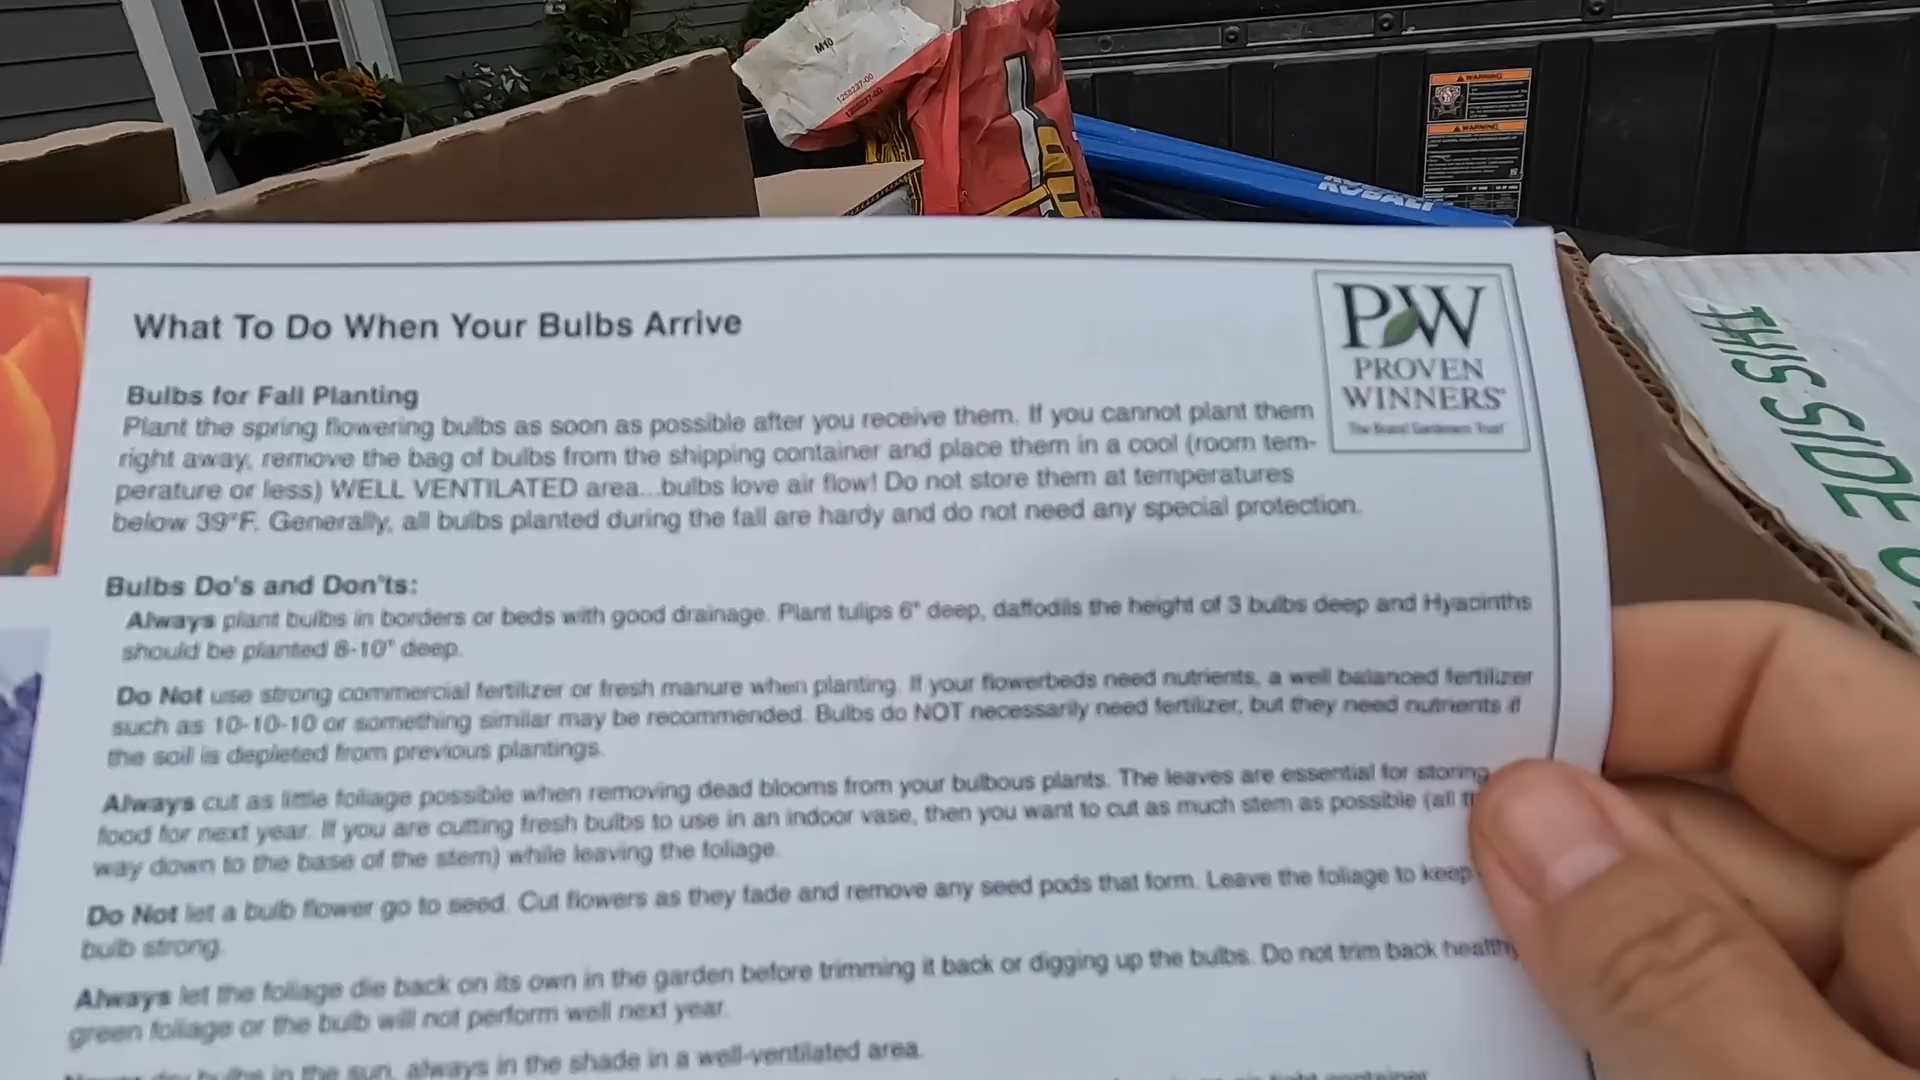 M10
1258237-00
1258237-00
WARNING
WARNING
KOBALT
THIS SIDE
What To Do When Your Bulbs Arrive
PW
PROVEN
WINNERS®
The Brand Gardeners Trust
Bulbs for Fall Planting
Plant the spring flowering bulbs as soon as possible after you receive them. If you cannot plant them
right away, remove the bag of bulbs from the shipping container and place them in a cool (room tem-
perature or less) WELL VENTILATED area...bulbs love air flow! Do not store them at temperatures
below 39°F. Generally, all bulbs planted during the fall are hardy and do not need any special protection.
Bulbs Do's and Don'ts:
Always plant bulbs in borders or beds with good drainage. Plant tulips 6" deep, daffodils the height of 3 bulbs deep and Hyacinths
should be planted 8-10" deep.
Do Not use strong commercial fertilizer or fresh manure when planting. If your flowerbeds need nutrients, a well balanced fertilizer
such as 10-10-10 or something similar may be recommended. Bulbs do NOT necessarily need fertilizer, but they need nutrients if
the soil is depleted from previous plantings.
Always cut as little foliage possible when removing dead blooms from your bulbous plants. The leaves are essential for storing
food for next year. If you are cutting fresh bulbs to use in an indoor vase, then you want to cut as much stem as possible (all
way down to the base of the stem) while leaving the foliage.
Do Not let a bulb flower go to seed. Cut flowers as they fade and remove any seed pods that form. Leave the foliage to keep
bulb strong.
Always let the foliage die back on its own in the garden before trimming it back or digging up the bulbs. Do not trim back healthy
green foliage or the bulb will not perform well next year.
Never dry bulbs in the sun, always in the shade in a well-ventilated area.
container